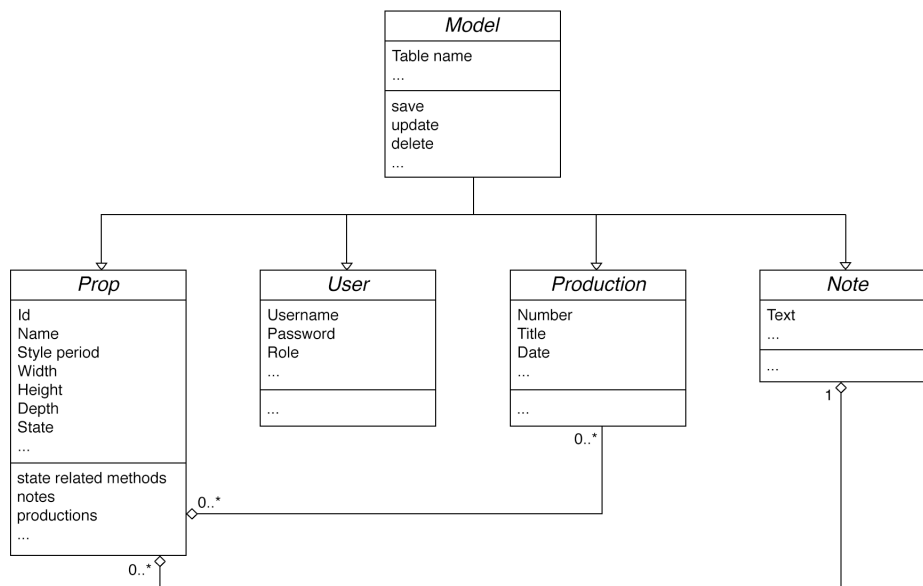 Model
Table name
...
save
update
delete
...
Prop
Id
Name
Style period
Width
Height
Depth
State
...
state related methods
notes
productions
...
0..*
0..*
User
Username
Password
Role
...
...
Production
Number
Title
Date
...
...
0..*
Note
Text
...
...
1